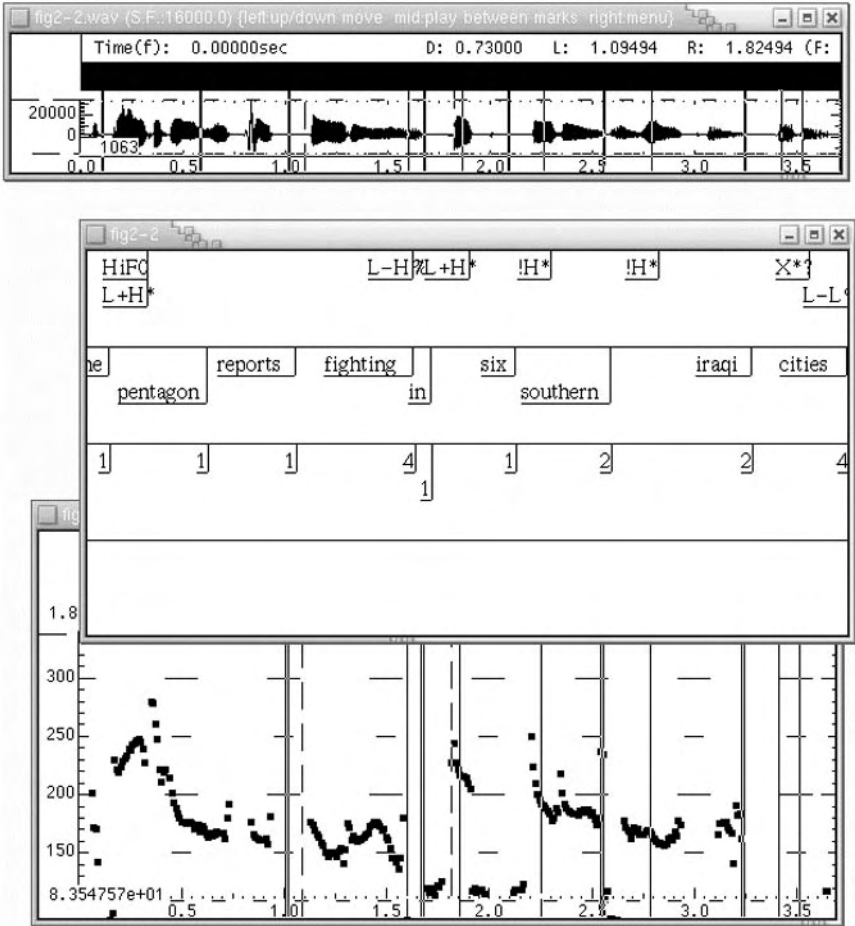 fig2-2.wav (S.F.:16000.0) {left:up/down move mid:play between marks right:menu}
Time(f): 0.00000sec D: 0.73000 L: 1.09494 R: 1.82494 (F:
20000
0
1063
0.0 0.5 1.0 1.5 2.0 2.5 3.0 3.5
fig2-2
HiF0 L-H% L+H* !H* !H* X*?
L+H* L-L%
he reports fighting six iraqi cities
pentagon in southern
1 1 1 4 1 2 2 4
1
fig
1.8
300
250
200
150
8.354757e+01
0.5 1.0 1.5 2.0 2.5 3.0 3.5